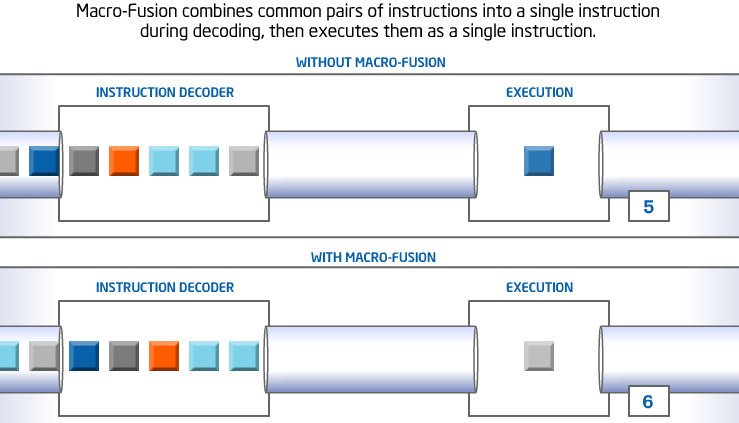 Macro-Fusion combines common pairs of instructions into a single instruction
during decoding, then executes them as a single instruction.
WITHOUT MACRO-FUSION
INSTRUCTION DECODER
EXECUTION
5
WITH MACRO-FUSION
INSTRUCTION DECODER
EXECUTION
6